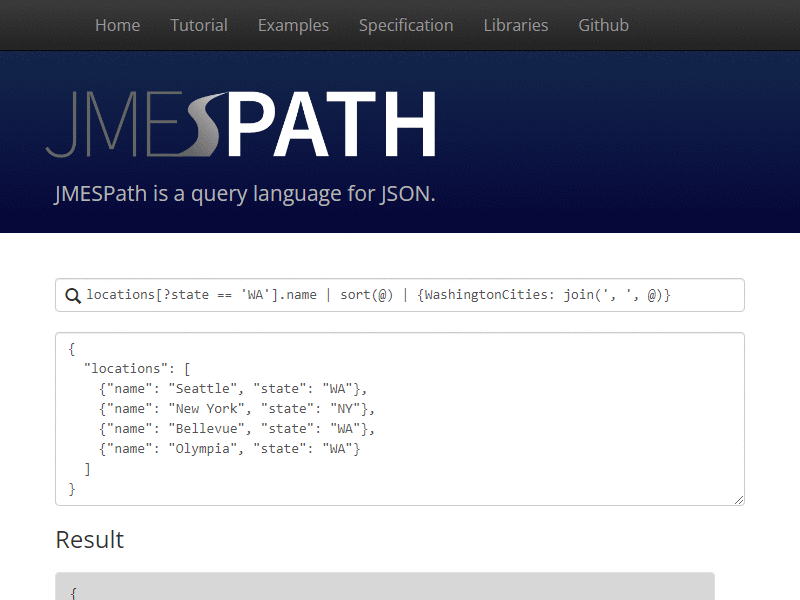 Home Tutorial Examples Specification Libraries Github
JMESPATH
JMESPath is a query language for JSON.
locations[?state == 'WA'].name | sort(@) | {WashingtonCities: join(', ', @)}
{
  "locations": [
    {"name": "Seattle", "state": "WA"},
    {"name": "New York", "state": "NY"},
    {"name": "Bellevue", "state": "WA"},
    {"name": "Olympia", "state": "WA"}
  ]
}
Result
{